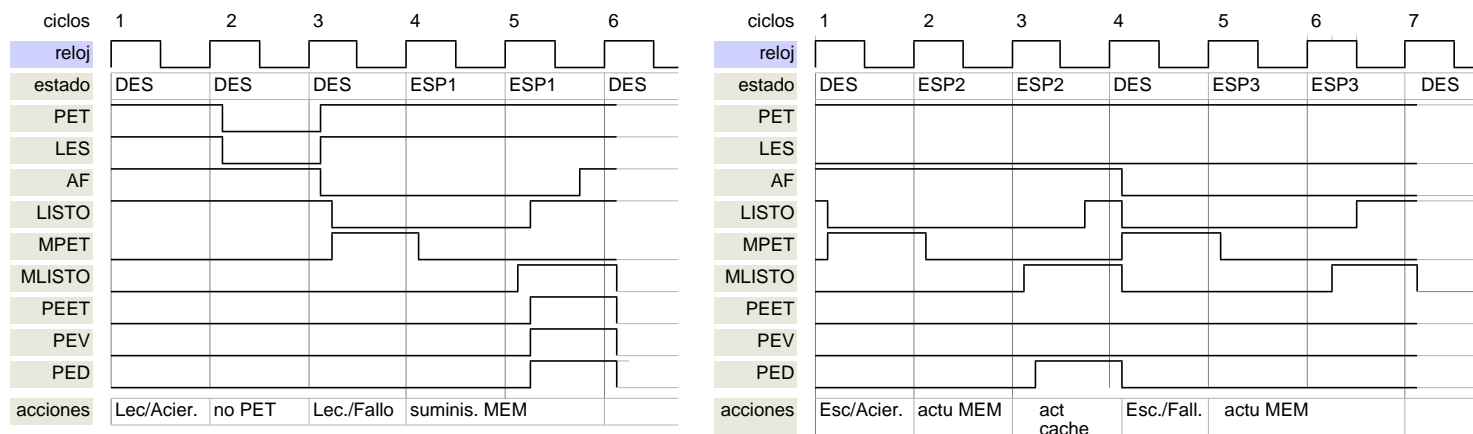 ciclos 1 2 3 4 5 6
reloj
estado DES DES DES ESP1 ESP1 DES
PET
LES
AF
LISTO
MPET
MLISTO
PEET
PEV
PED
acciones Lec/Acier. no PET Lec./Fallo suminis. MEM
ciclos 1 2 3 4 5 6 7
reloj
estado DES ESP2 ESP2 DES ESP3 ESP3 DES
PET
LES
AF
LISTO
MPET
MLISTO
PEET
PEV
PED
acciones Esc/Acier. actu MEM act Esc./Fall. actu MEM
cache